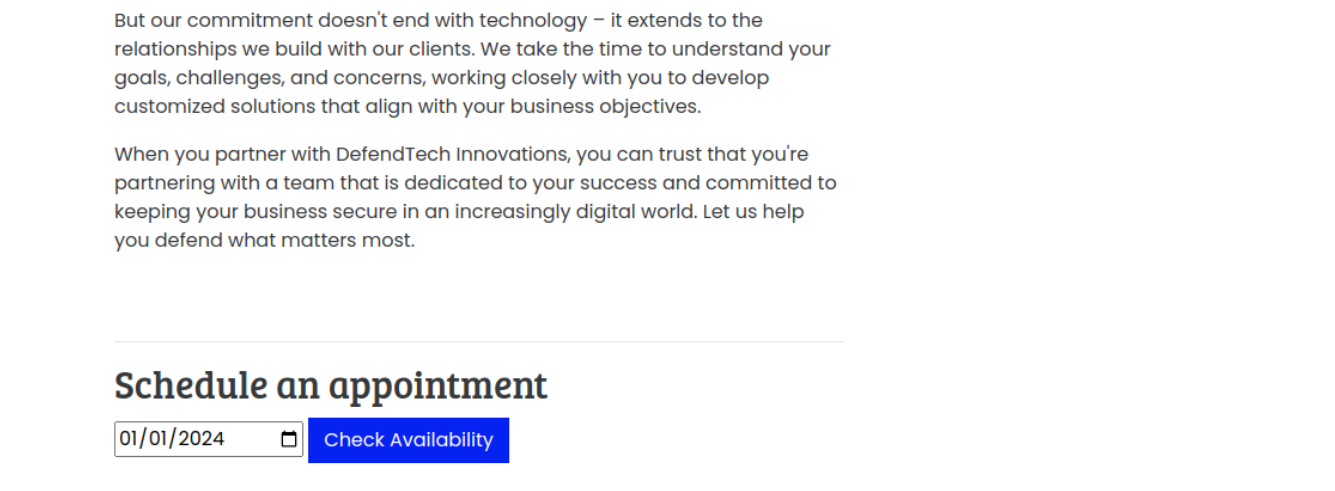 But our commitment doesn't end with technology – it extends to the
relationships we build with our clients. We take the time to understand your
goals, challenges, and concerns, working closely with you to develop
customized solutions that align with your business objectives.
When you partner with DefendTech Innovations, you can trust that you're
partnering with a team that is dedicated to your success and committed to
keeping your business secure in an increasingly digital world. Let us help
you defend what matters most.
Schedule an appointment
01/01/2024 Check Availability